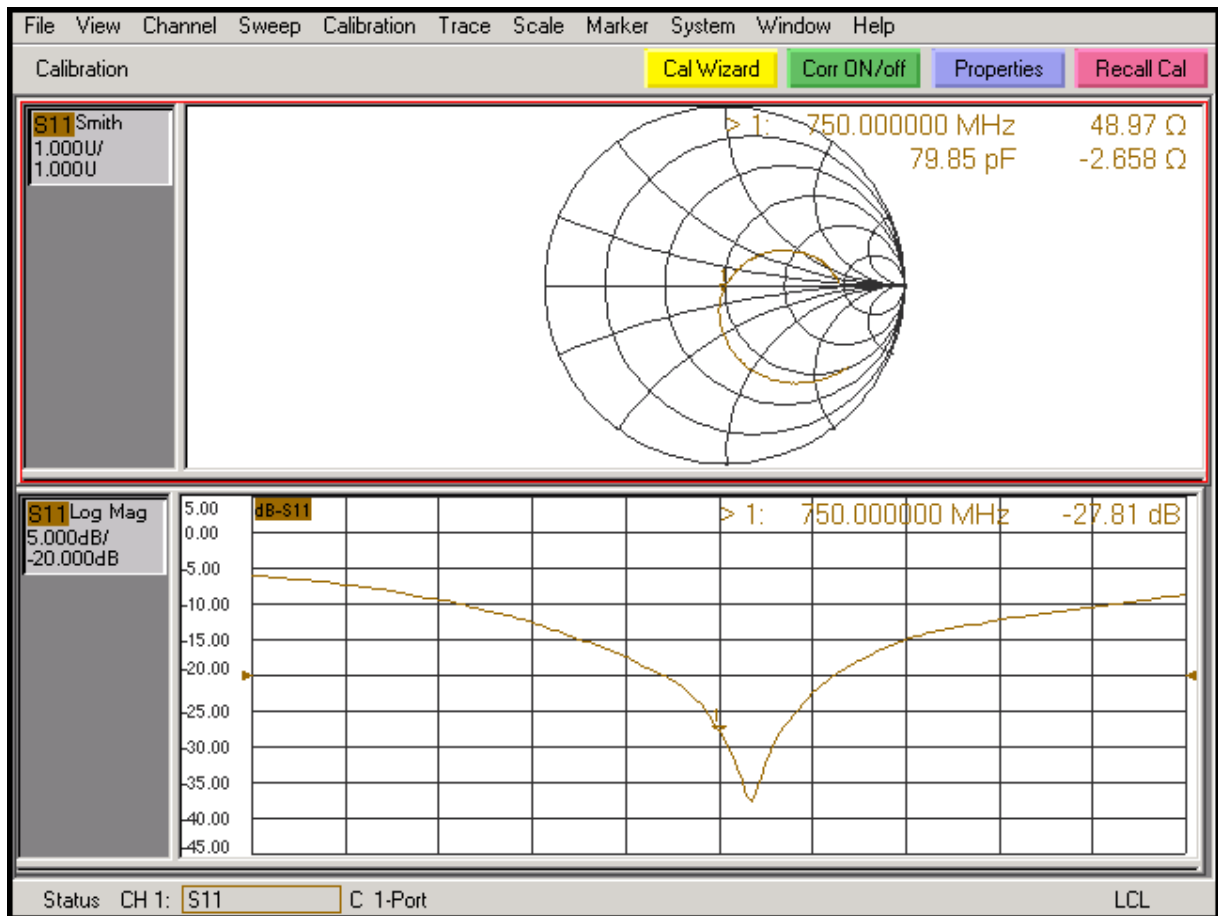 File View Channel Sweep Calibration Trace Scale Marker System Window Help
Calibration Cal Wizard Corr ON/off Properties Recall Cal
S11 Smith
1.000U/
1.000U
> 1: 750.000000 MHz 48.97 Ω
79.85 pF -2.658 Ω
S11 Log Mag
5.000dB/
-20.000dB
dB-S11
> 1: 750.000000 MHz -27.81 dB
5.00
0.00
-5.00
-10.00
-15.00
-20.00
-25.00
-30.00
-35.00
-40.00
-45.00
1
Status CH 1: S11 C 1-Port LCL